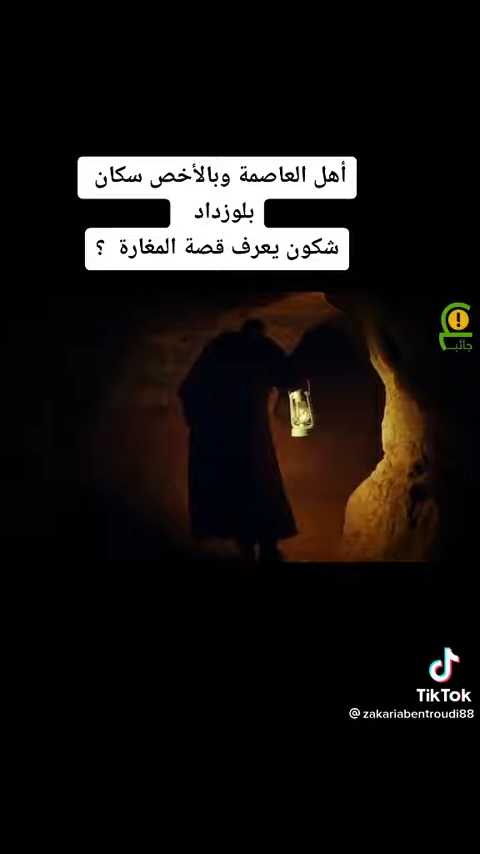 أهل العاصمة وبالأخص سكان
بلوزداد
شكون يعرف قصة المغارة ؟
جائب
TikTok
@zakariabentroudi88